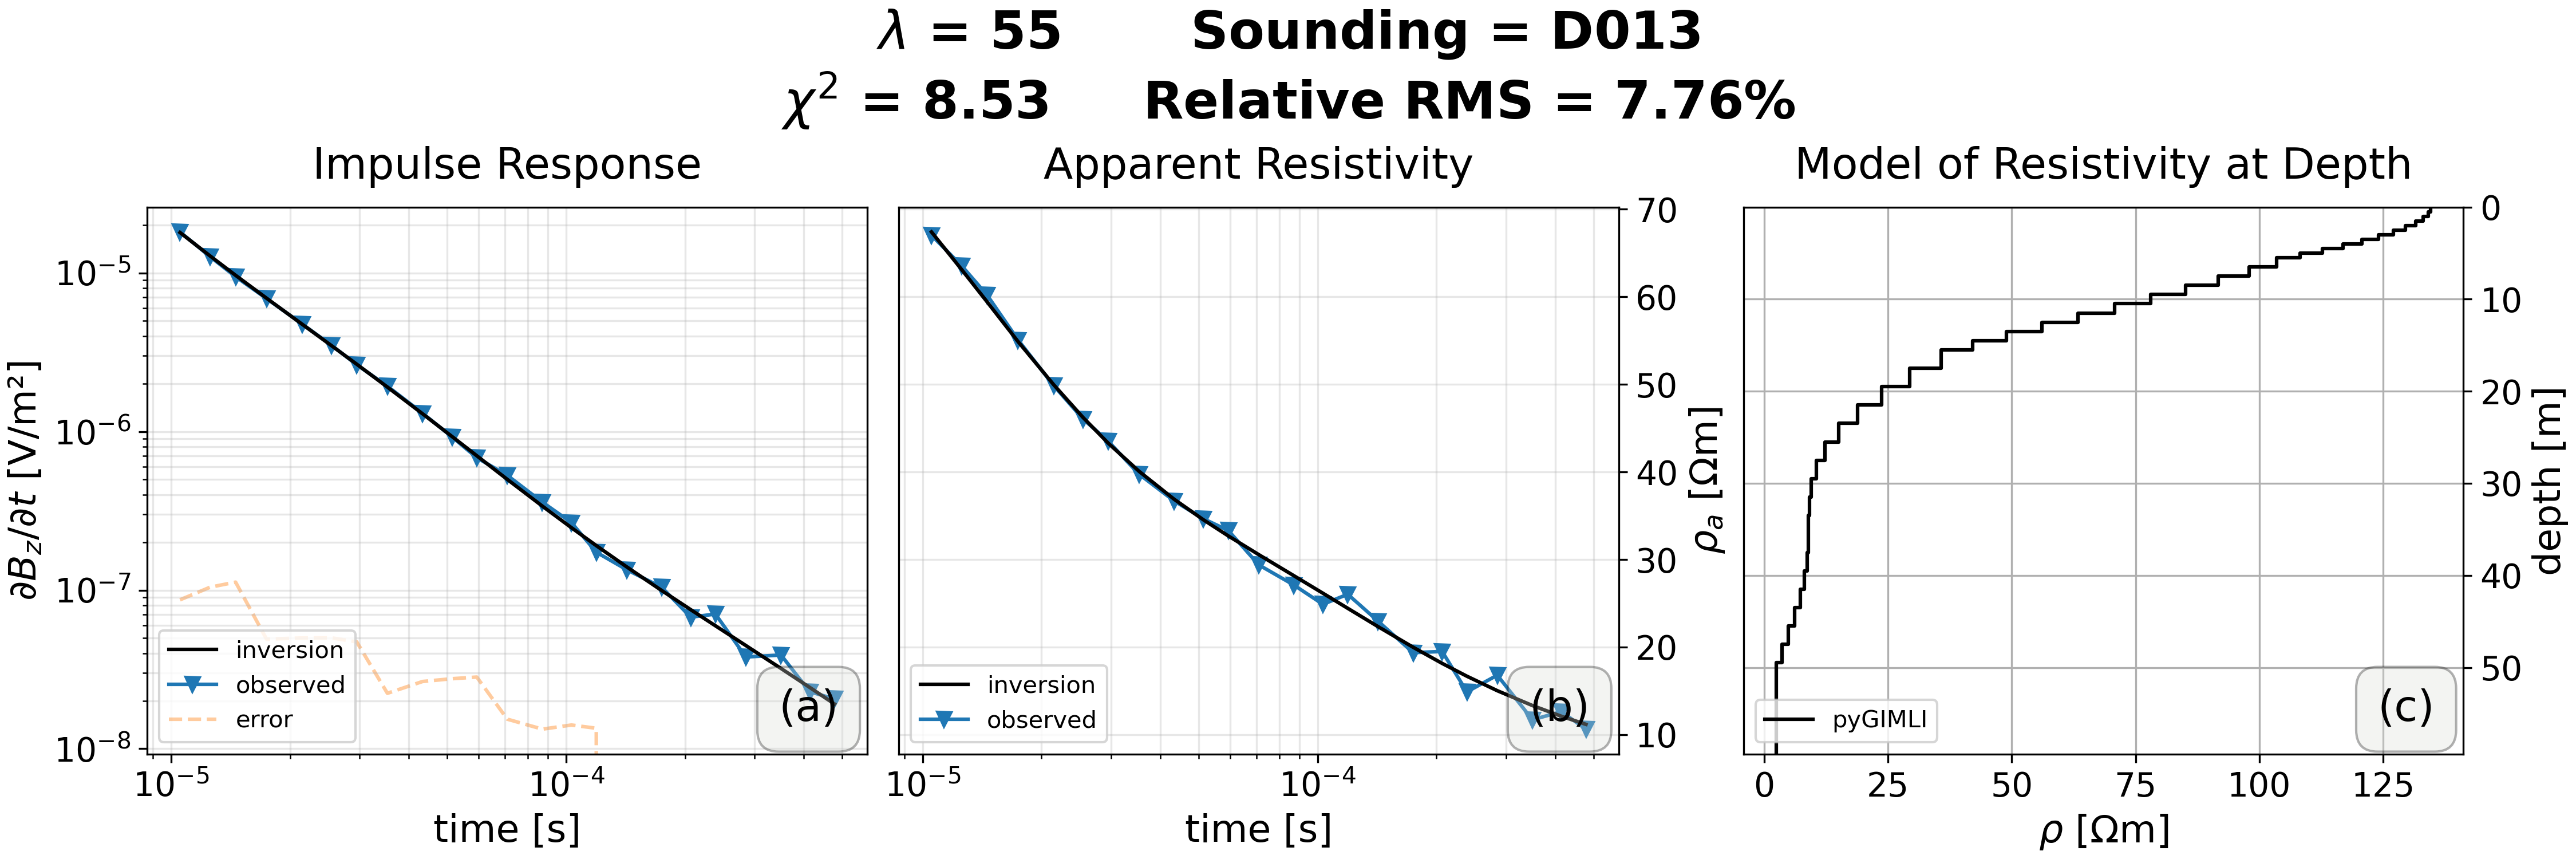 λ = 55 Sounding = D013
χ² = 8.53 Relative RMS = 7.76%
Impulse Response
∂B_z/∂t [V/m²]
10⁻⁵
10⁻⁶
10⁻⁷
10⁻⁸
inversion
observed
error
(a)
10⁻⁵ 10⁻⁴
time [s]
Apparent Resistivity
70
60
50
40
30
20
10
ρ_a [Ωm]
inversion
observed
(b)
10⁻⁵ 10⁻⁴
time [s]
Model of Resistivity at Depth
0
10
20
30
40
50
depth [m]
pyGIMLI
(c)
0 25 50 75 100 125
ρ [Ωm]